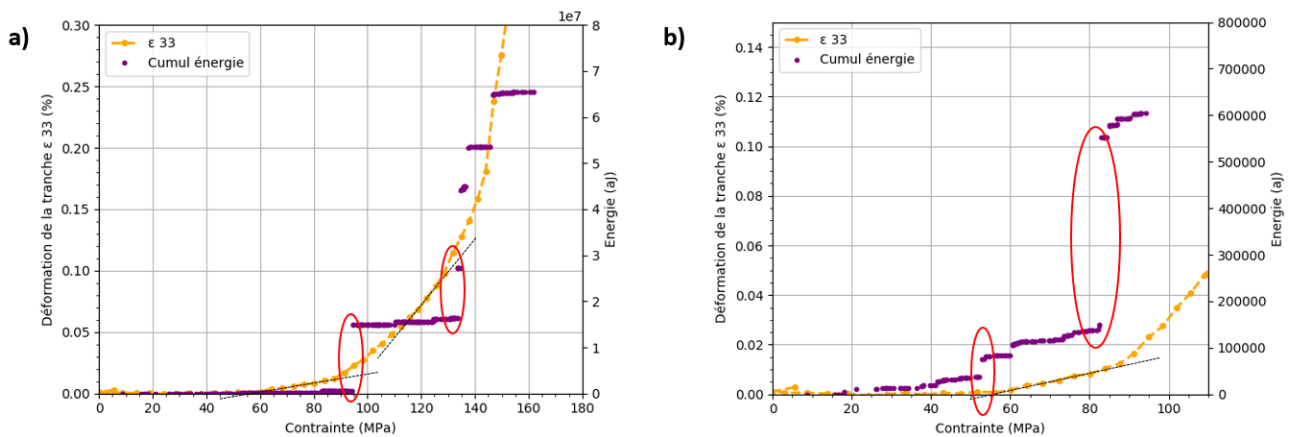 a)
1e7
ε 33
Cumul énergie
Déformation de la tranche ε 33 (%)
0.30
0.25
0.20
0.15
0.10
0.05
0.00
8
7
6
5
4
3
2
1
0
Energie (aJ)
0 20 40 60 80 100 120 140 160 180
Contrainte (MPa)
b)
ε 33
Cumul énergie
Déformation de la tranche ε 33 (%)
0.14
0.12
0.10
0.08
0.06
0.04
0.02
0.00
800000
700000
600000
500000
400000
300000
200000
100000
0
Energie (aJ)
0 20 40 60 80 100
Contrainte (MPa)